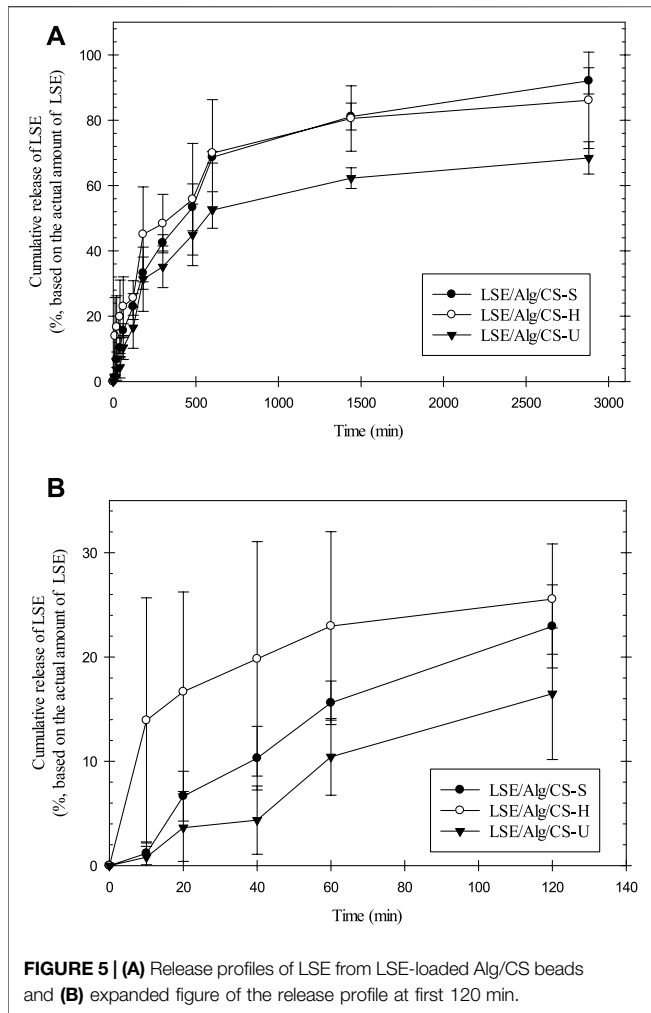 A
Cumulative release of LSE
(%, based on the actual amount of LSE)
100
80
60
40
20
0
LSE/Alg/CS-S
LSE/Alg/CS-H
LSE/Alg/CS-U
0 500 1000 1500 2000 2500 3000
Time (min)
B
Cumulative release of LSE
(%, based on the actual amount of LSE)
30
20
10
0
LSE/Alg/CS-S
LSE/Alg/CS-H
LSE/Alg/CS-U
0 20 40 60 80 100 120 140
Time (min)
FIGURE 5 | (A) Release profiles of LSE from LSE-loaded Alg/CS beads
and (B) expanded figure of the release profile at first 120 min.